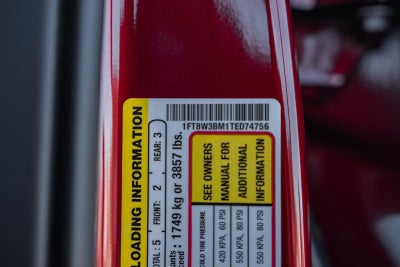 1FT8W3BM1TED74756
LOADING INFORMATION
TOTAL : 5 FRONT: 2 REAR: 3
1749 kg or 3857 lbs.
SEE OWNERS
MANUAL FOR
ADDITIONAL
INFORMATION
COLD TIRE PRESSURE
420 KPA, 60 PSI
550 KPA, 80 PSI
550 KPA, 80 PSI